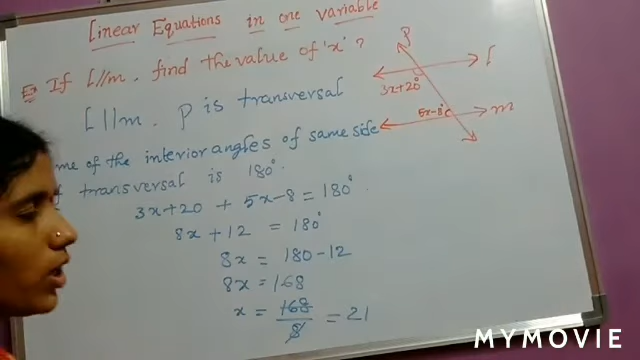 Linear Equations in one variable
Ex: If l//m. find the value of 'x' ?
l||m. P is transversal
me of the interior angles of same side
transversal is 180°.
3x+20 + 5x-8 = 180°.
8x + 12 = 180°
8x = 180-12
8x = 168
x = 168/8 = 21
P
l
3x+20°
5x-8°
m
MYMOVIE